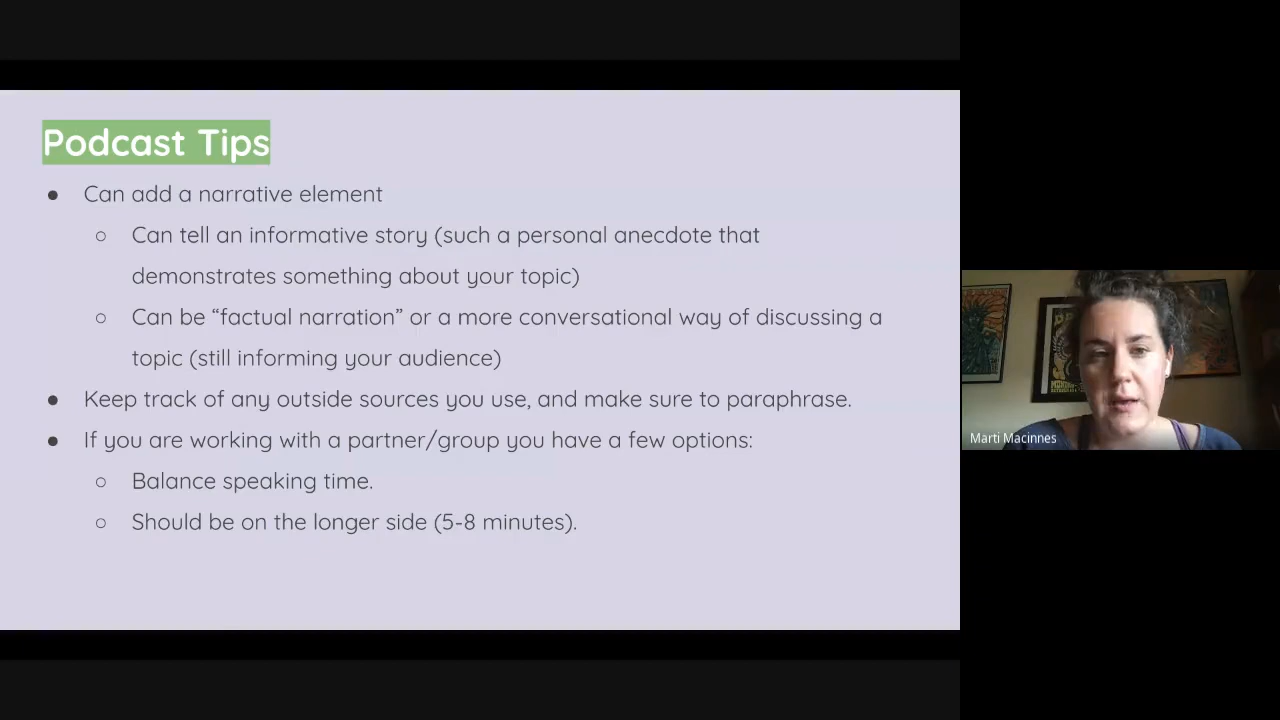 Podcast Tips
● Can add a narrative element
○ Can tell an informative story (such a personal anecdote that
demonstrates something about your topic)
○ Can be “factual narration” or a more conversational way of discussing a
topic (still informing your audience)
● Keep track of any outside sources you use, and make sure to paraphrase.
● If you are working with a partner/group you have a few options:
○ Balance speaking time.
○ Should be on the longer side (5-8 minutes).
Marti Macinnes